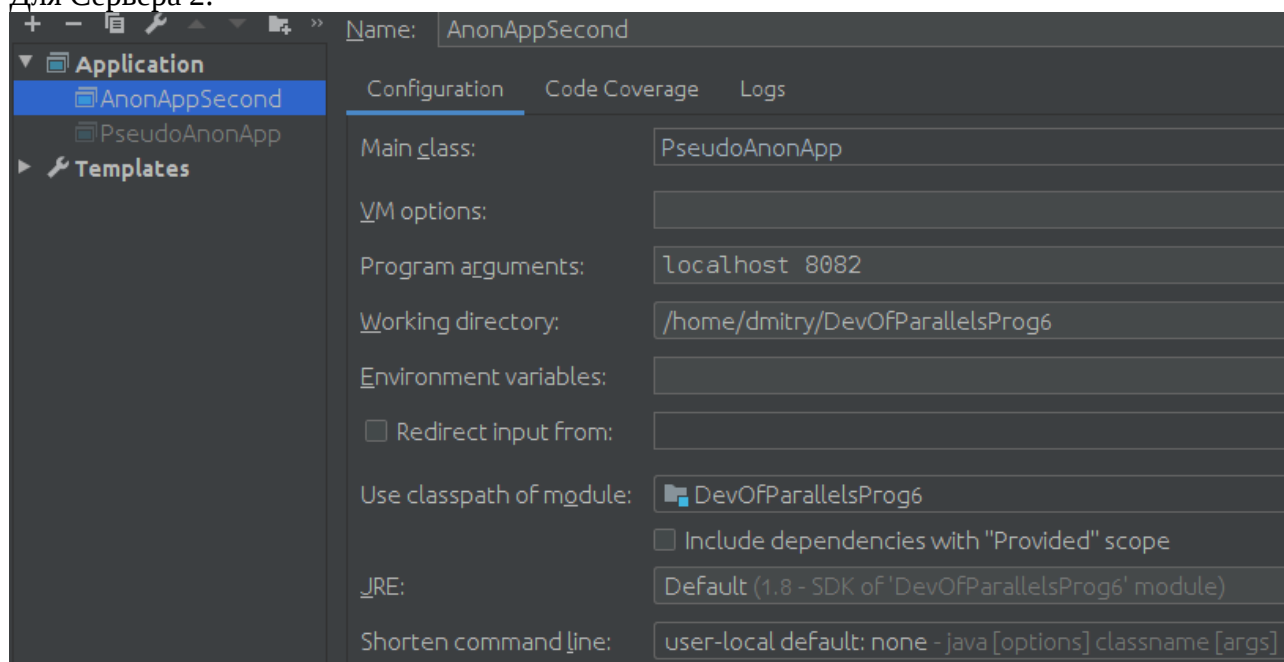 Для Сервера 2:
Name: AnonAppSecond
Application
AnonAppSecond
PseudoAnonApp
Templates
Configuration Code Coverage Logs
Main class: PseudoAnonApp
VM options:
Program arguments: localhost 8082
Working directory: /home/dmitry/DevOfParallelsProg6
Environment variables:
Redirect input from:
Use classpath of module: DevOfParallelsProg6
Include dependencies with "Provided" scope
JRE: Default (1.8 - SDK of 'DevOfParallelsProg6' module)
Shorten command line: user-local default: none - java [options] classname [args]